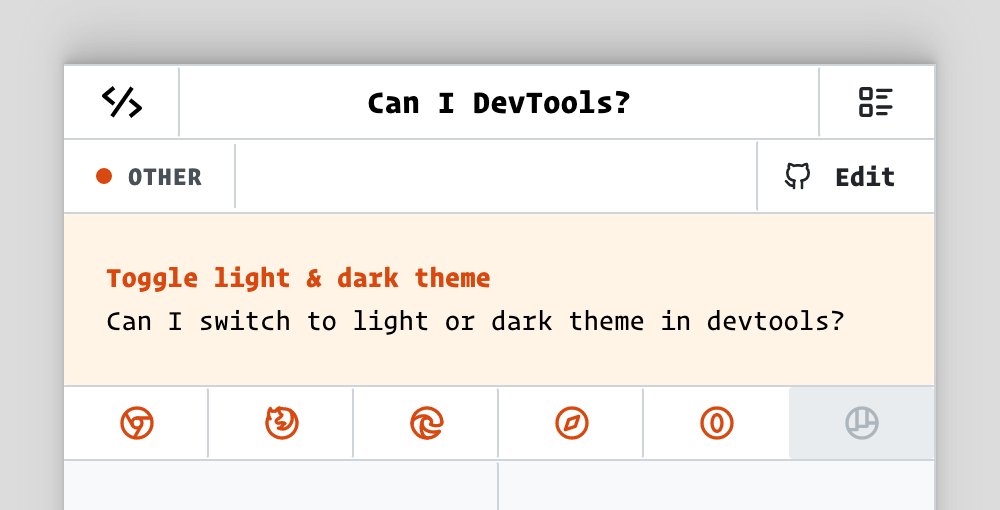 Can I DevTools?
OTHER
Edit
Toggle light & dark theme
Can I switch to light or dark theme in devtools?